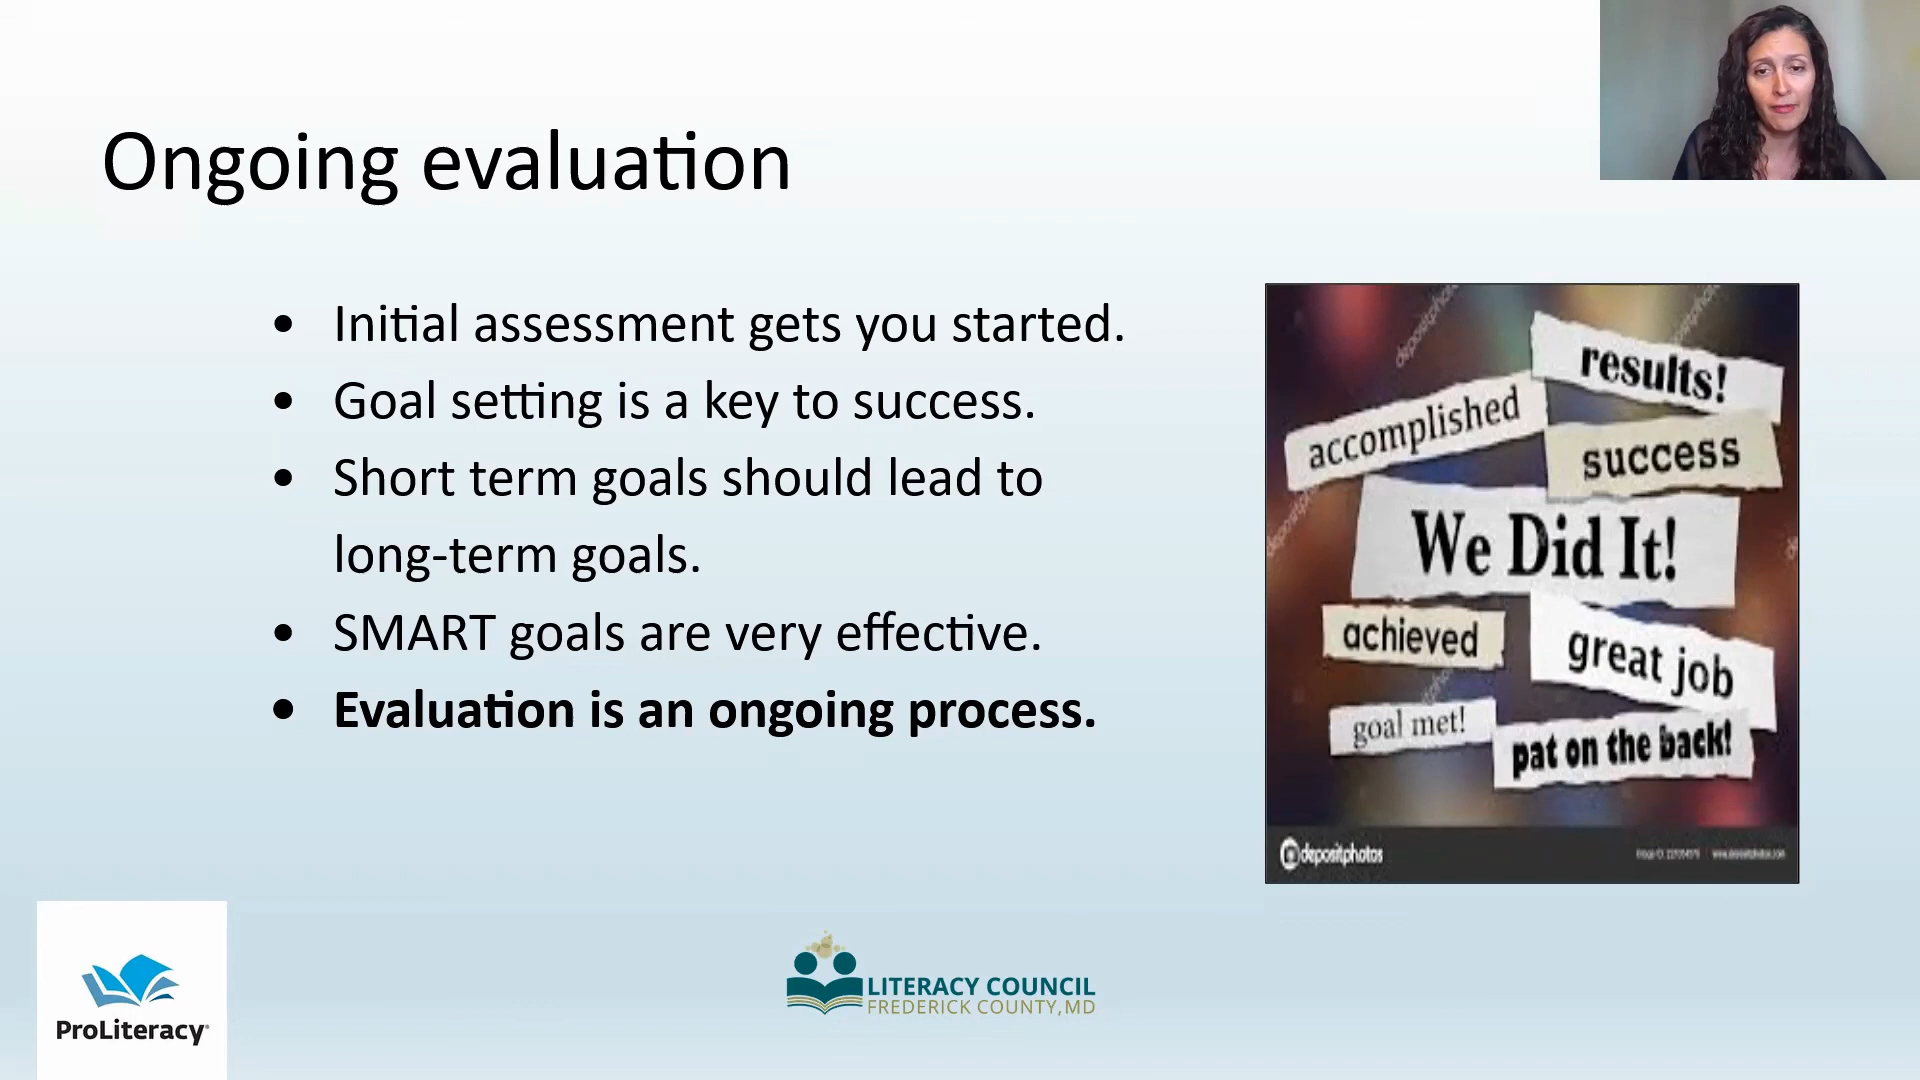 Ongoing evaluation
• Initial assessment gets you started.
• Goal setting is a key to success.
• Short term goals should lead to
long-term goals.
• SMART goals are very effective.
• Evaluation is an ongoing process.
results!
accomplished
success
We Did It!
achieved
great job
goal met!
pat on the back!
depositphotos
ProLiteracy
LITERACY COUNCIL
FREDERICK COUNTY, MD